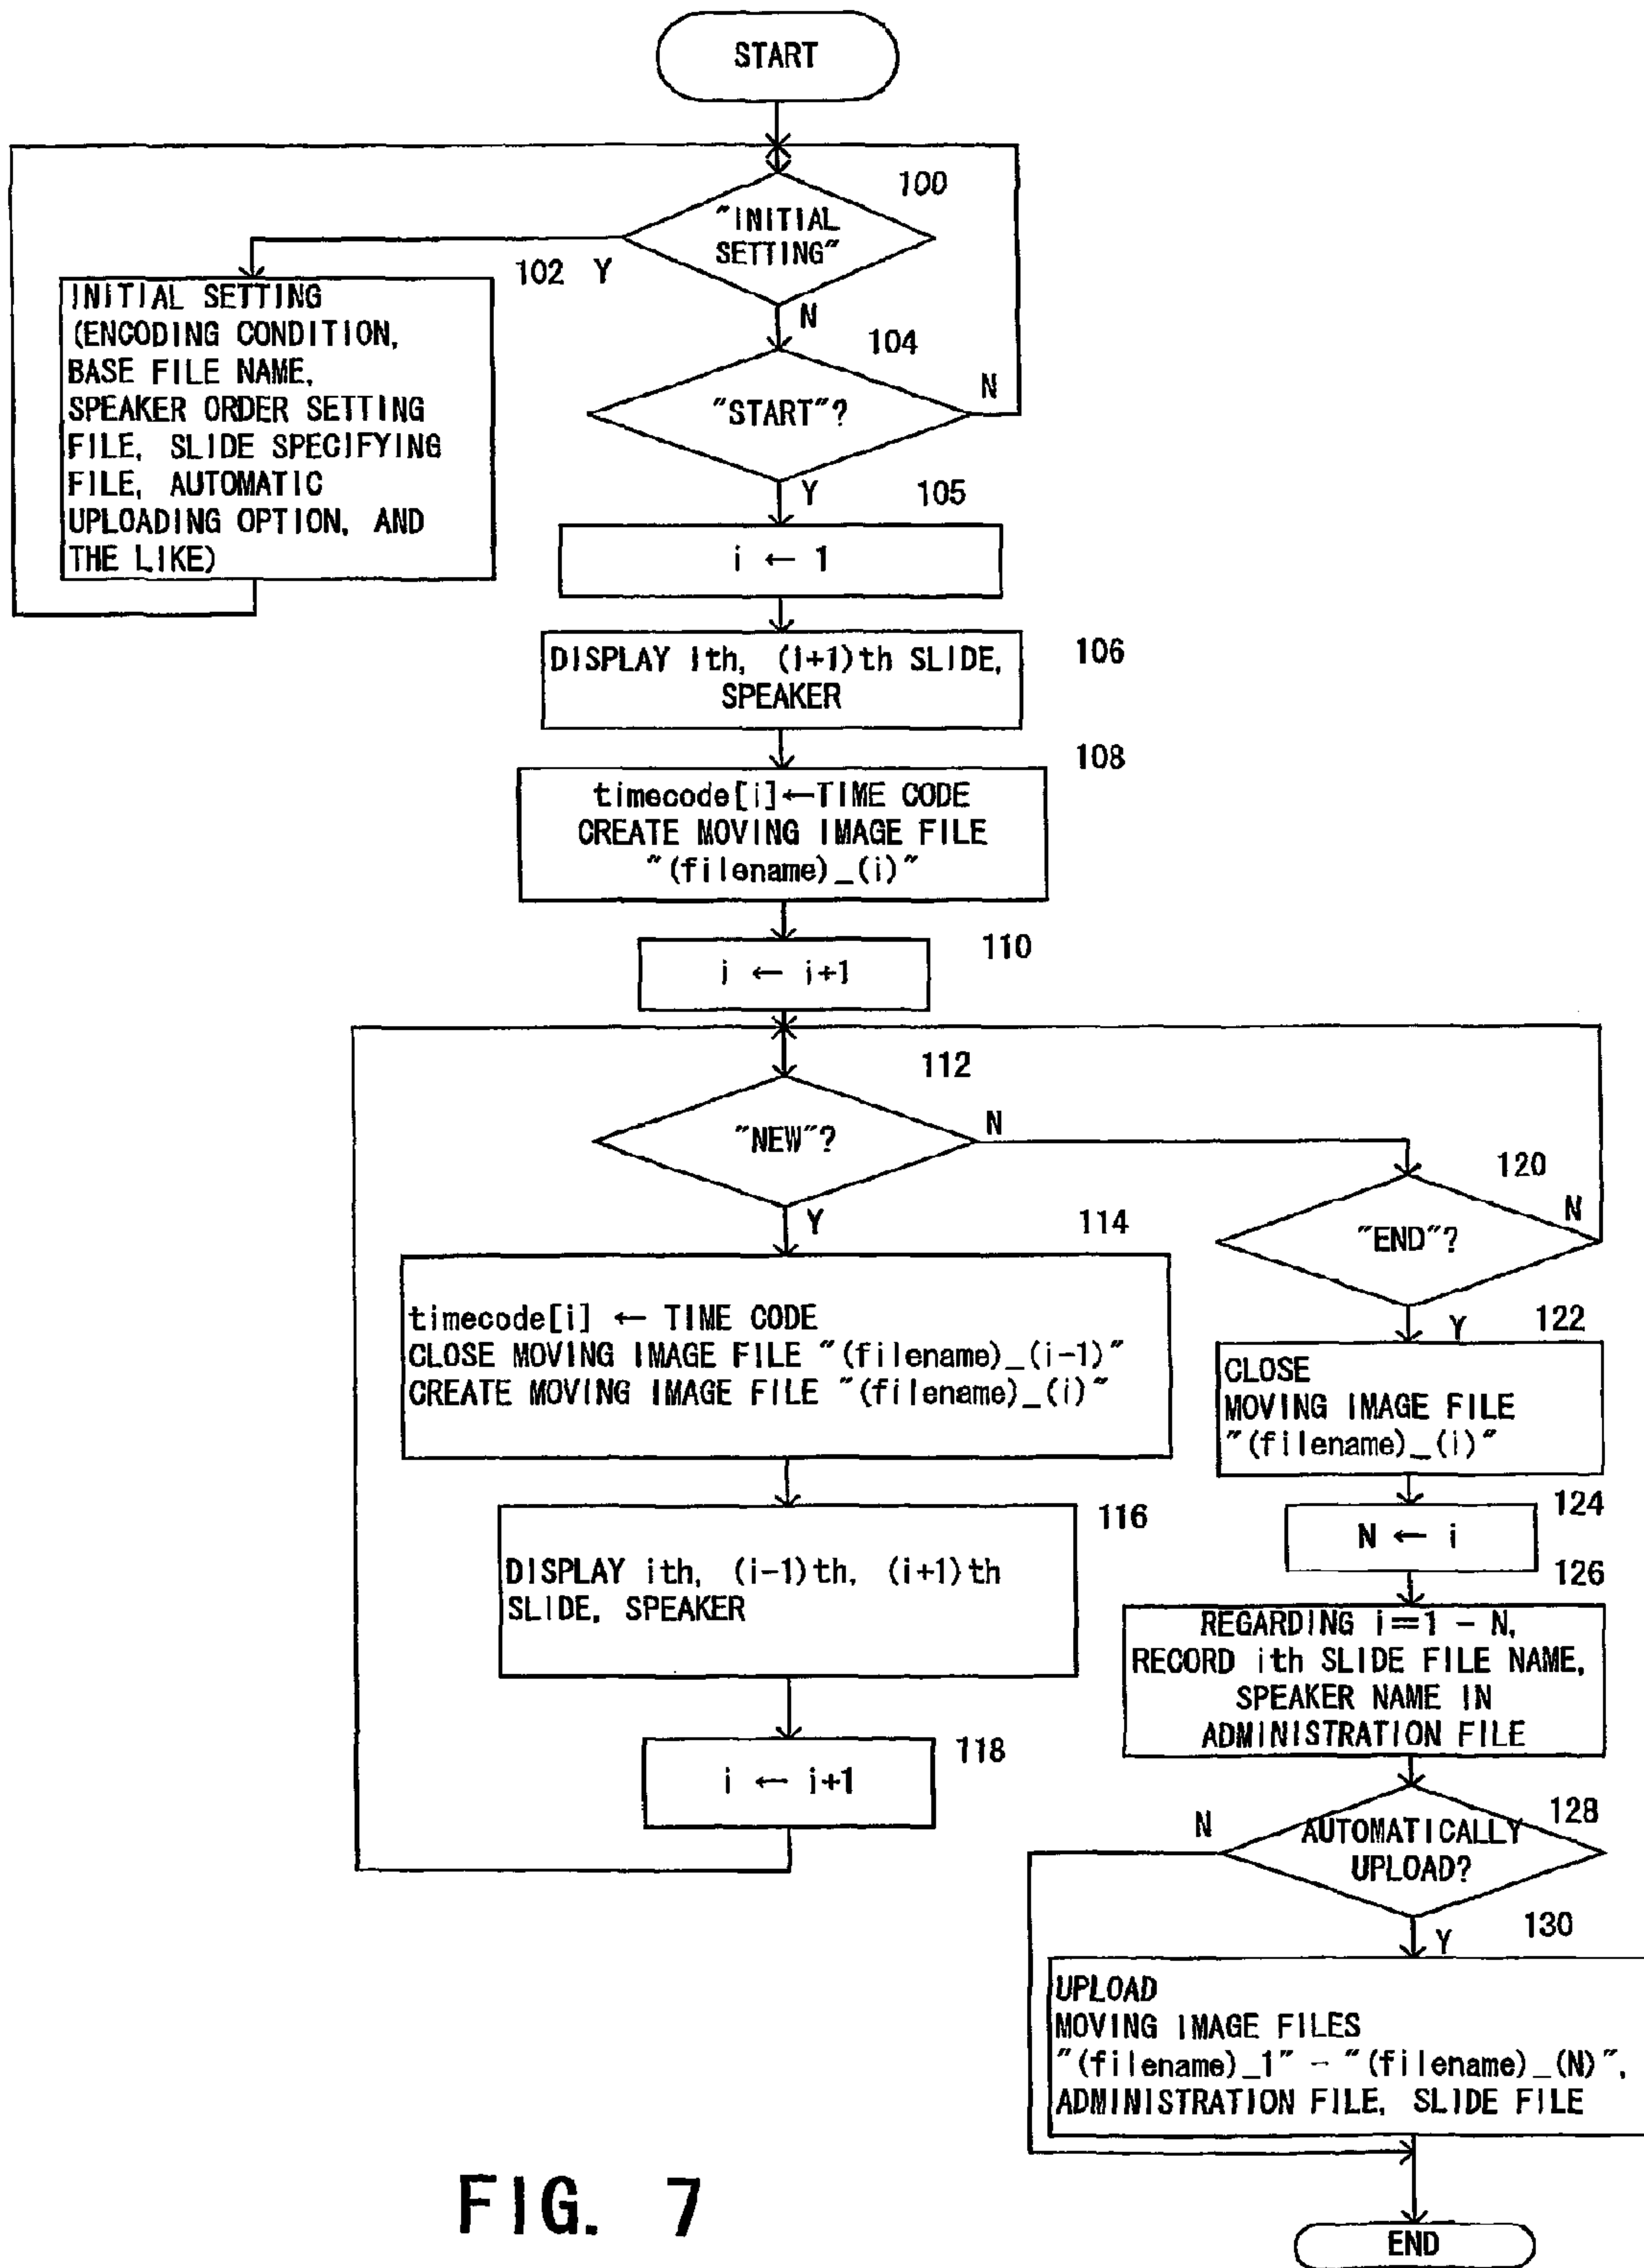 START
100
"INITIAL
SETTING"
102 Y
INITIAL SETTING
(ENCODING CONDITION,
BASE FILE NAME,
SPEAKER ORDER SETTING
FILE, SLIDE SPECIFYING
FILE, AUTOMATIC
UPLOADING OPTION, AND
THE LIKE)
N
104
"START"?
N
Y
105
i ← 1
106
DISPLAY ith, (i+1)th SLIDE,
SPEAKER
108
timecode[i]←TIME CODE
CREATE MOVING IMAGE FILE
"(filename)_(i)"
110
i ← i+1
112
"NEW"?
N
Y
114
timecode[i] ← TIME CODE
CLOSE MOVING IMAGE FILE "(filename)_(i-1)"
CREATE MOVING IMAGE FILE "(filename)_(i)"
116
DISPLAY ith, (i-1)th, (i+1)th
SLIDE, SPEAKER
118
i ← i+1
120
"END"?
N
Y
122
CLOSE
MOVING IMAGE FILE
"(filename)_(i)"
124
N ← i
126
REGARDING i=1 - N,
RECORD ith SLIDE FILE NAME,
SPEAKER NAME IN
ADMINISTRATION FILE
128
N
AUTOMATICALLY
UPLOAD?
Y
130
UPLOAD
MOVING IMAGE FILES
"(filename)_1" - "(filename)_(N)",
ADMINISTRATION FILE, SLIDE FILE
END
FIG. 7